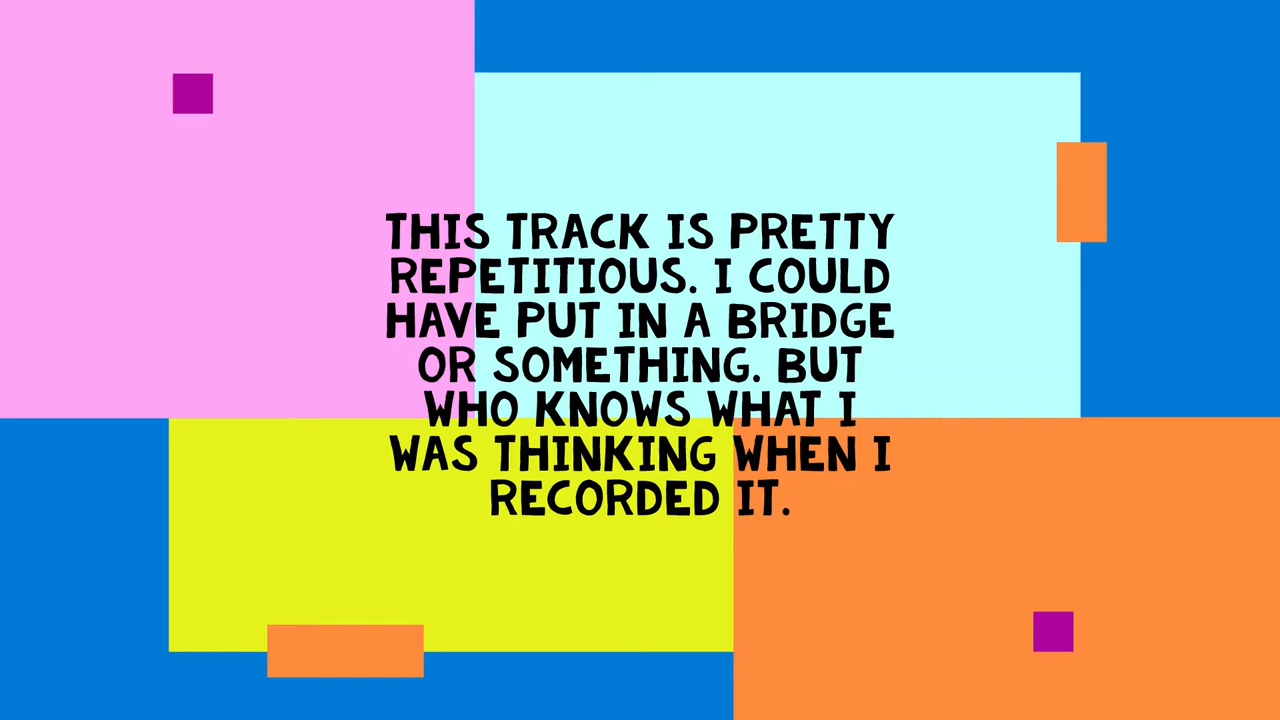 THIS TRACK IS PRETTY
REPETITIOUS. I COULD
HAVE PUT IN A BRIDGE
OR SOMETHING. BUT
WHO KNOWS WHAT I
WAS THINKING WHEN I
RECORDED IT.